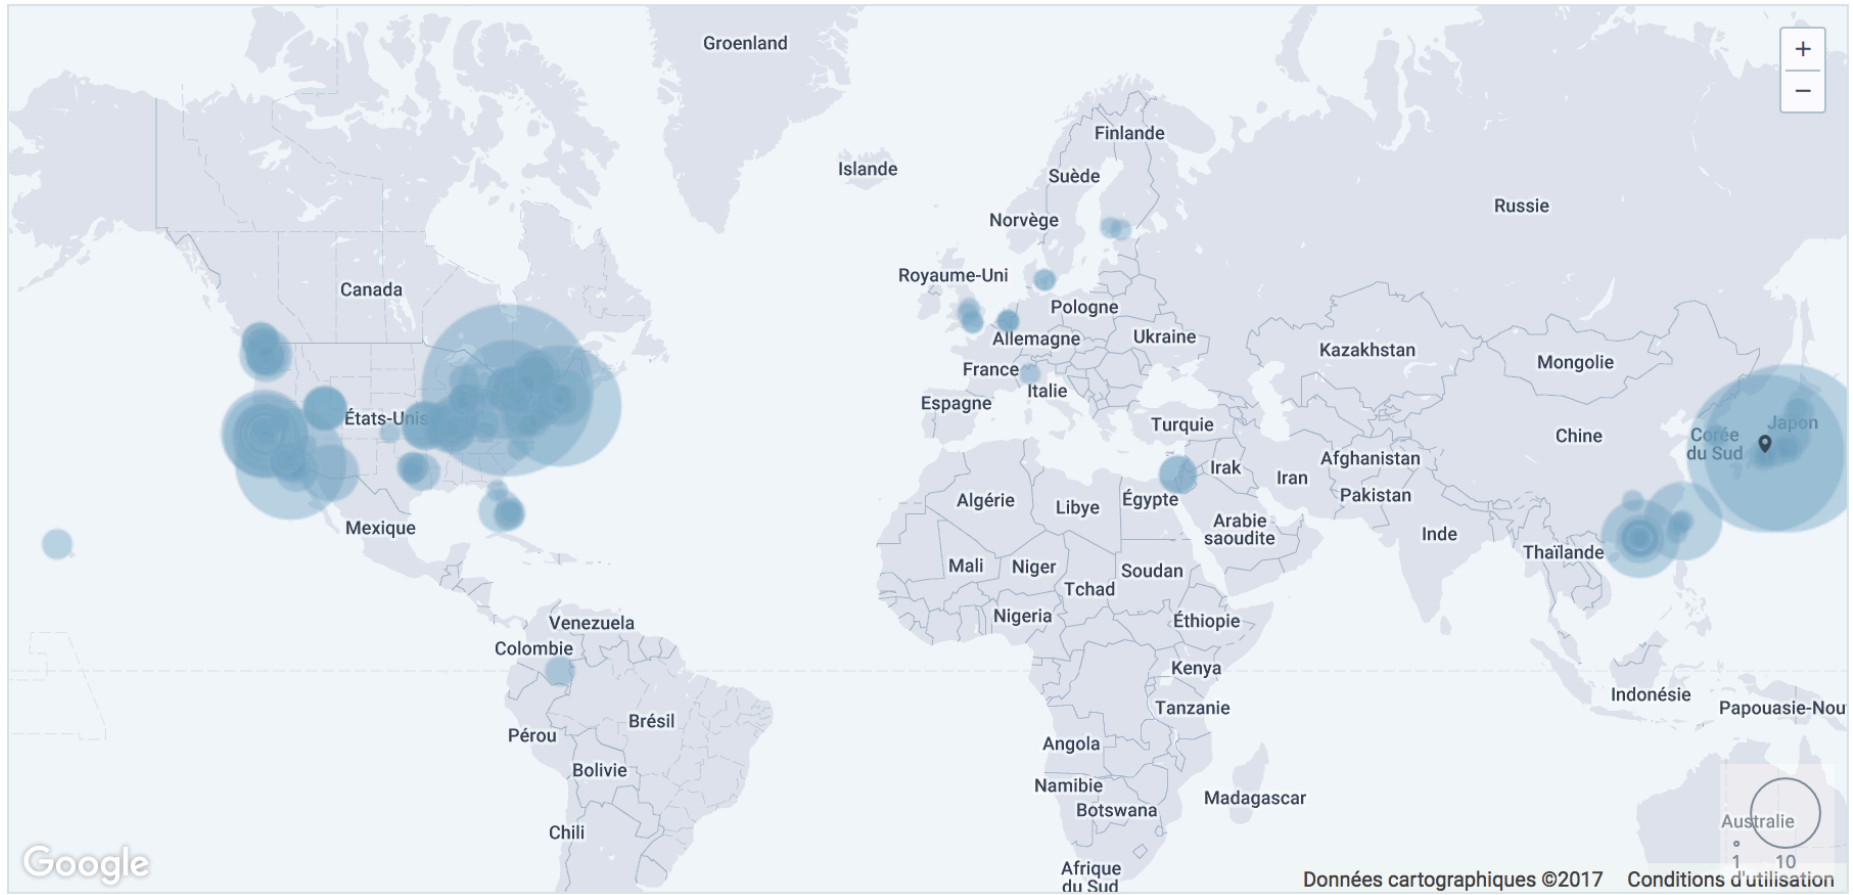 Groenland
+
−
Finlande
Islande
Suède
Russie
Norvège
Royaume-Uni
Canada
Pologne
Allemagne
Ukraine
Kazakhstan
Mongolie
France
Italie
Espagne
États-Unis
Turquie
Japon
Chine
Corée
du Sud
Afghanistan
Irak
Iran
Pakistan
Algérie
Libye
Égypte
Mexique
Arabie
saoudite
Inde
Thaïlande
Mali
Niger
Soudan
Tchad
Nigeria
Éthiopie
Venezuela
Colombie
Kenya
Indonésie
Papouasie-Nou
Tanzanie
Brésil
Pérou
Angola
Bolivie
Namibie
Madagascar
Botswana
Australie
Chili
1 10
Google
Afrique
du Sud
Données cartographiques ©2017 Conditions d'utilisation